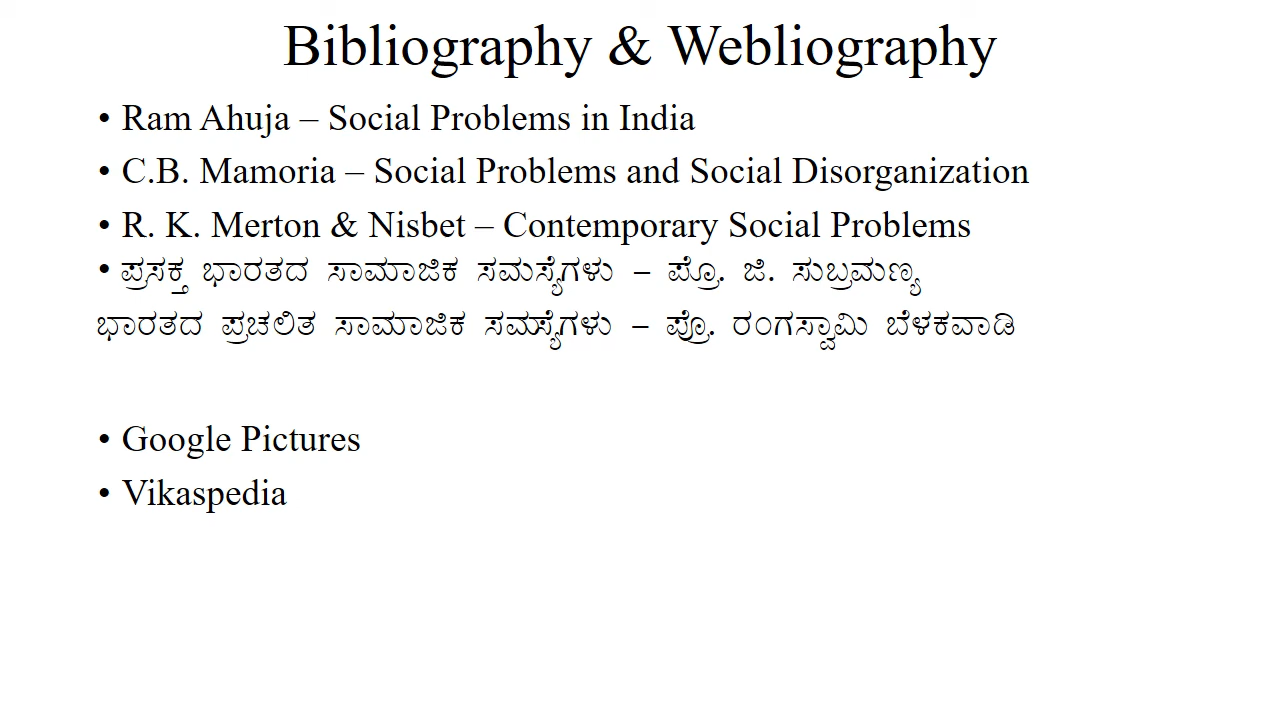 Bibliography & Webliography
• Ram Ahuja – Social Problems in India
• C.B. Mamoria – Social Problems and Social Disorganization
• R. K. Merton & Nisbet – Contemporary Social Problems
• ಪ್ರಸಕ್ತ ಭಾರತದ ಸಾಮಾಜಿಕ ಸಮಸ್ಯೆಗಳು – ಪ್ರೊ. ಜಿ. ಸುಬ್ರಮಣ್ಯ
ಭಾರತದ ಪ್ರಚಲಿತ ಸಾಮಾಜಿಕ ಸಮಸ್ಯೆಗಳು – ಪ್ರೊ. ರಂಗಸ್ವಾಮಿ ಬೆಳಕವಾಡಿ
• Google Pictures
• Vikaspedia